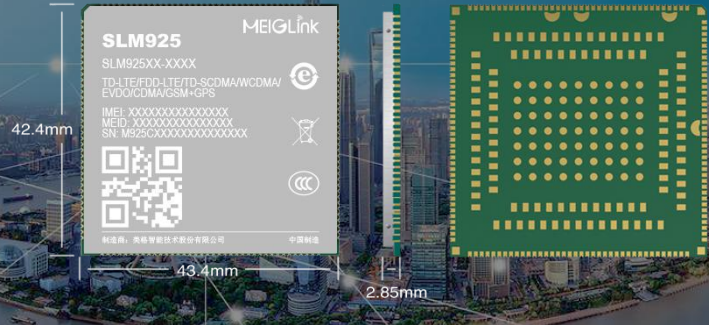 MEIGLink
SLM925
SLM925XX-XXXX
TD-LTE/FDD-LTE/TD-SCDMA/WCDMA/
EVDO/CDMA/GSM+GPS
IMEI: XXXXXXXXXXXXXXX
MEID: XXXXXXXXXXXXXXX
SN: M925CXXXXXXXXXXXXXX
制造商：美格智能技术股份有限公司
中国制造
42.4mm
43.4mm
2.85mm